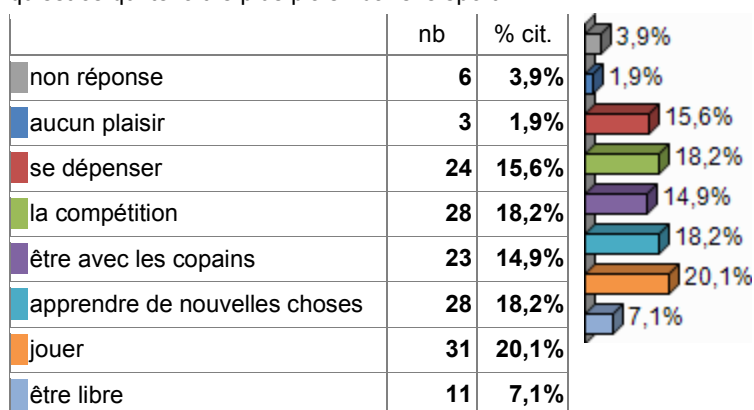 nb % cit.
non réponse 6 3,9%
aucun plaisir 3 1,9%
se dépenser 24 15,6%
la compétition 28 18,2%
être avec les copains 23 14,9%
apprendre de nouvelles choses 28 18,2%
jouer 31 20,1%
être libre 11 7,1%
3,9%
1,9%
15,6%
18,2%
14,9%
18,2%
20,1%
7,1%